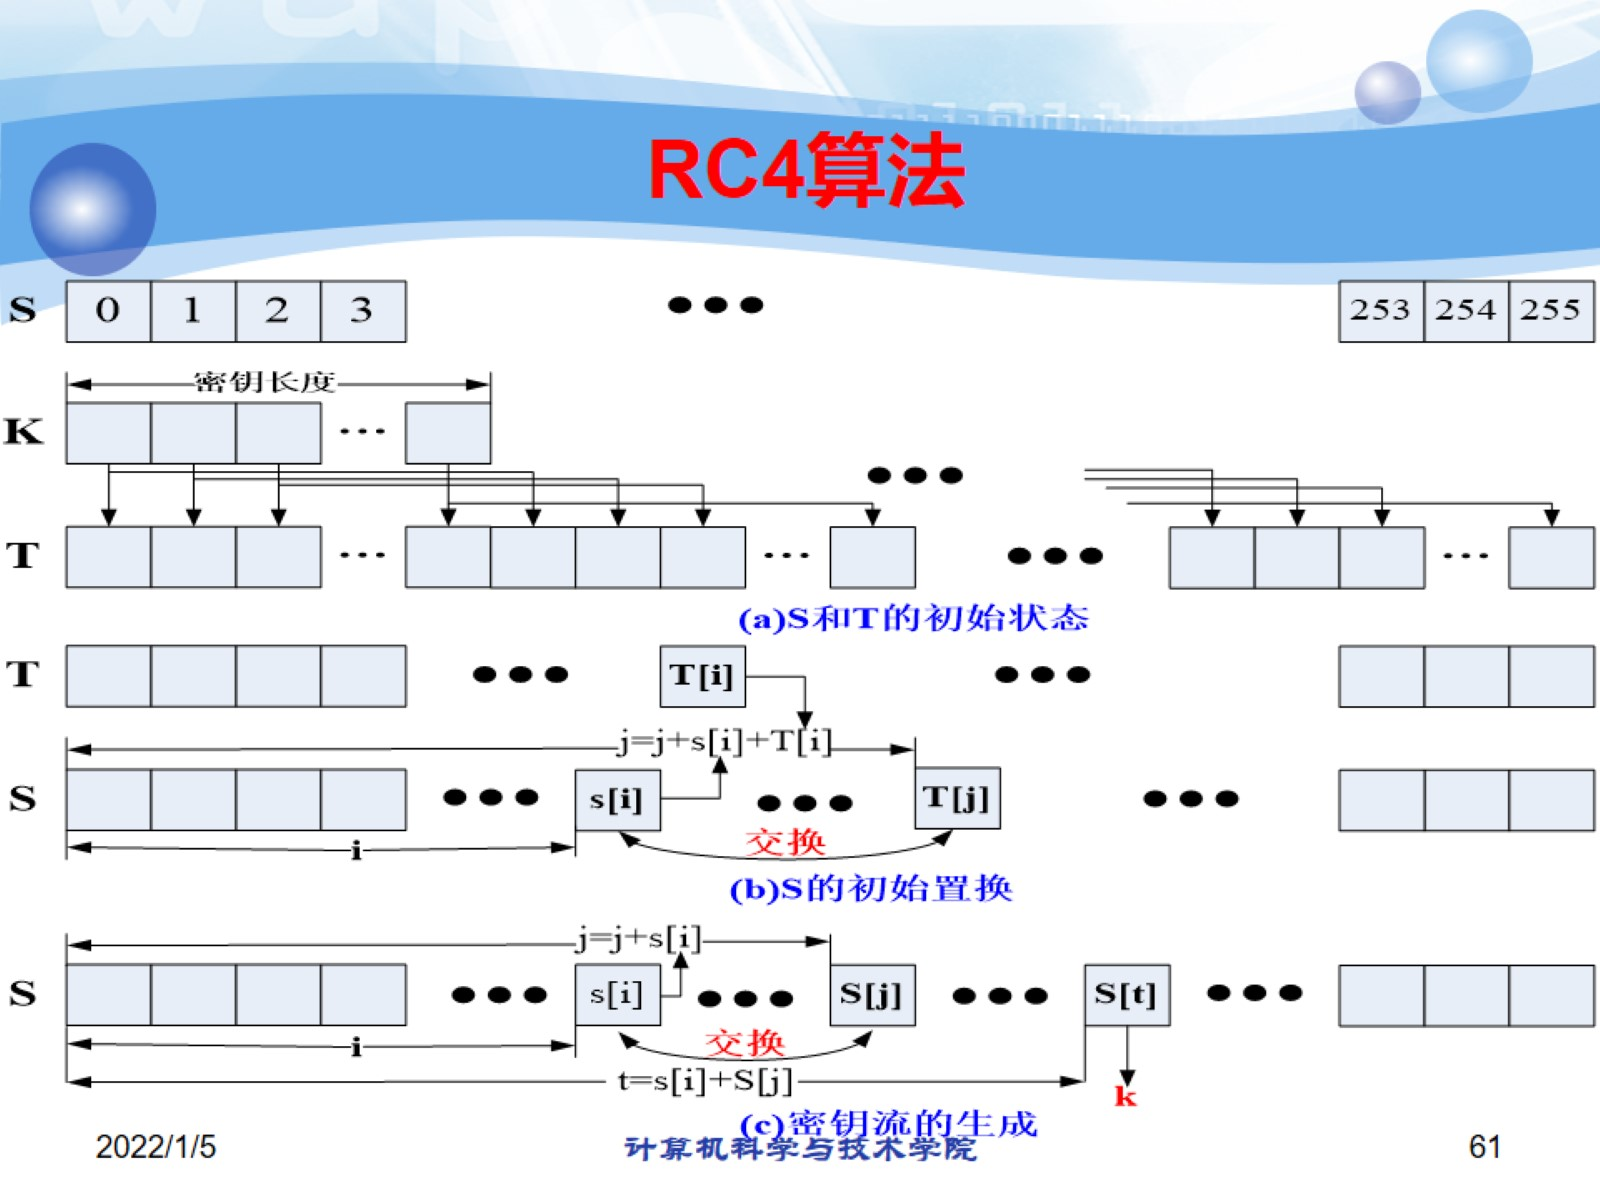 RC4算法
S 0 1 2 3 ••• 253 254 255
密钥长度
K ···
•••
T ··· ··· ••• ···
(a)S和T的初始状态
T ••• T[i] •••
j=j+s[i]+T[i]
S ••• s[i] ••• T[j] •••
交换
i
(b)S的初始置换
j=j+s[i]
S ••• s[i] ••• S[j] ••• S[t] •••
交换
i
t=s[i]+S[j]
k
(c)密钥流的生成
2022/1/5 计算机科学与技术学院 61